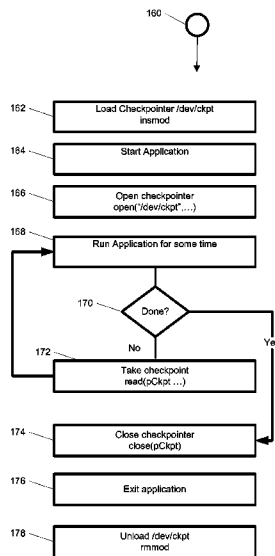 160
162
Load Checkpointer /dev/ckpt
insmod
164
Start Application
166
Open checkpointer
open("/dev/ckpt",...)
168
Run Application for some time
170
Done?
No
Ye
172
Take checkpoint
read(pCkpt ...)
174
Close checkpointer
close(pCkpt)
176
Exit application
178
Unload /dev/ckpt
rmmod